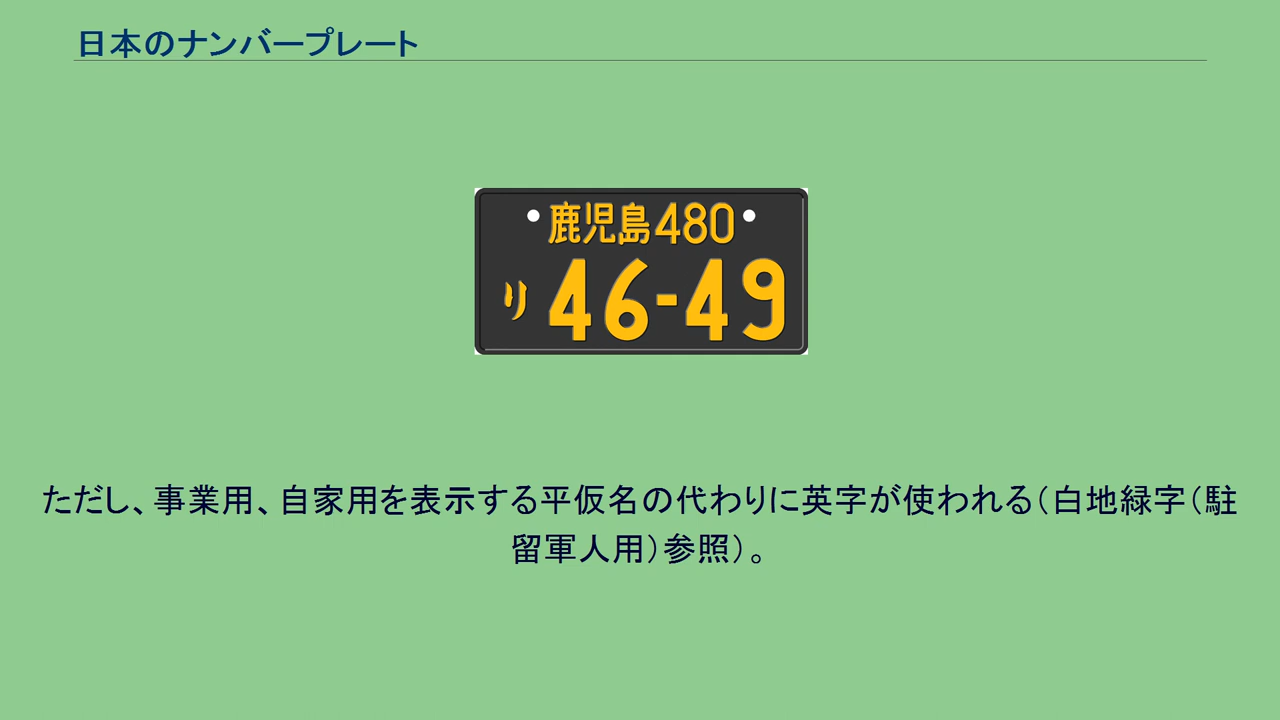 日本のナンバープレート
鹿児島480
り 46-49
ただし、事業用、自家用を表示する平仮名の代わりに英字が使われる（白地緑字（駐
留軍人用）参照）。